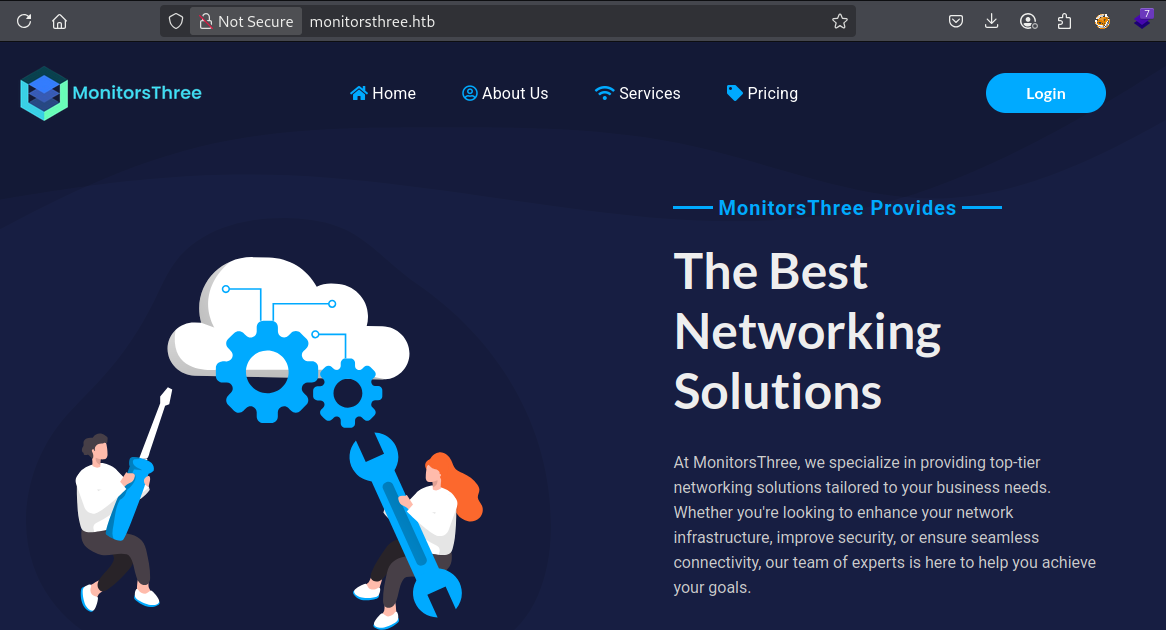 Not Secure monitorsthree.htb 7
MonitorsThree Home About Us Services Pricing Login
MonitorsThree Provides
The Best
Networking
Solutions
At MonitorsThree, we specialize in providing top-tier
networking solutions tailored to your business needs.
Whether you're looking to enhance your network
infrastructure, improve security, or ensure seamless
connectivity, our team of experts is here to help you achieve
your goals.